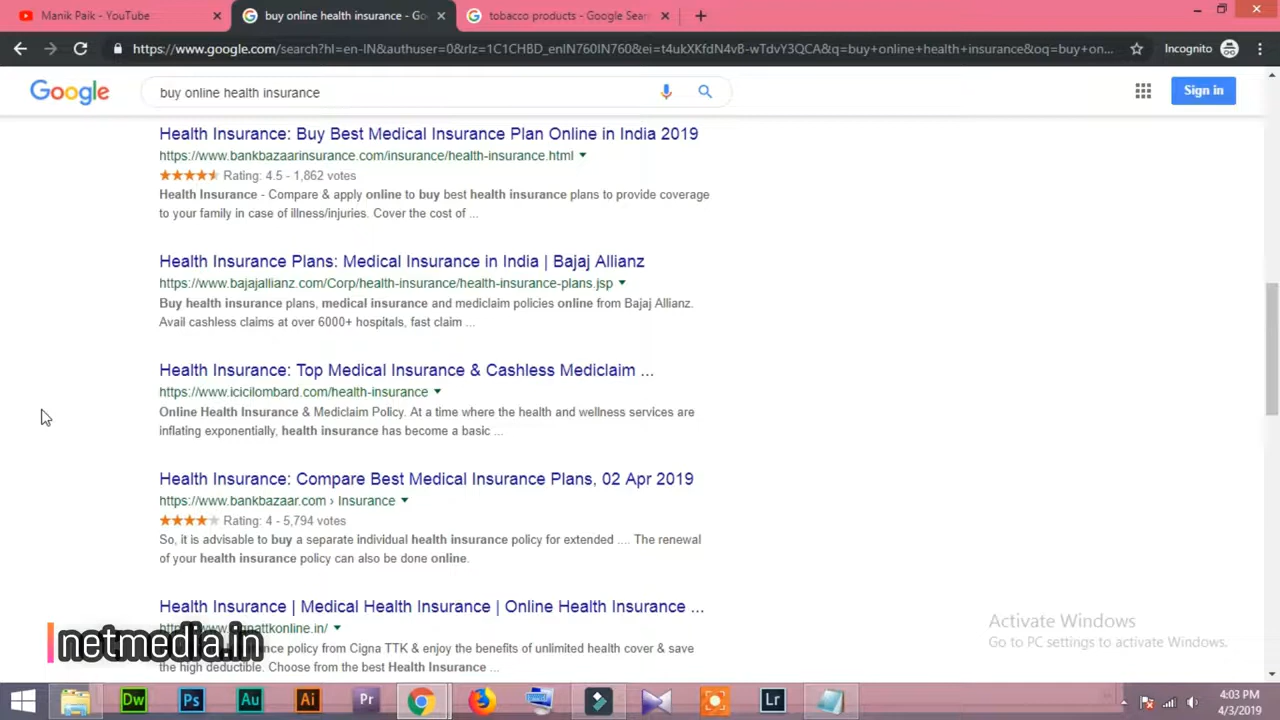 Manik Paik - YouTube
buy online health insurance - Go
tobacco products - Google Sear
https://www.google.com/search?hl=en-IN&authuser=0&rlz=1C1CHBD_enIN760IN760&ei=t4ukXKfdN4vB-wTdvY3QCA&q=buy+online+health+insurance&oq=buy+on...
Incognito
Google
buy online health insurance
Sign in
Health Insurance: Buy Best Medical Insurance Plan Online in India 2019
https://www.bankbazaarinsurance.com/insurance/health-insurance.html
Rating: 4.5 - 1,862 votes
Health Insurance - Compare & apply online to buy best health insurance plans to provide coverage
to your family in case of illness/injuries. Cover the cost of ...
Health Insurance Plans: Medical Insurance in India | Bajaj Allianz
https://www.bajajallianz.com/Corp/health-insurance/health-insurance-plans.jsp
Buy health insurance plans, medical insurance and mediclaim policies online from Bajaj Allianz.
Avail cashless claims at over 6000+ hospitals, fast claim ...
Health Insurance: Top Medical Insurance & Cashless Mediclaim ...
https://www.icicilombard.com/health-insurance
Online Health Insurance & Mediclaim Policy. At a time where the health and wellness services are
inflating exponentially, health insurance has become a basic ...
Health Insurance: Compare Best Medical Insurance Plans, 02 Apr 2019
https://www.bankbazaar.com › Insurance
Rating: 4 - 5,794 votes
So, it is advisable to buy a separate individual health insurance policy for extended .... The renewal
of your health insurance policy can also be done online.
Health Insurance | Medical Health Insurance | Online Health Insurance ...
policy from Cigna TTK & enjoy the benefits of unlimited health cover & save
the high deductible. Choose from the best Health Insurance ...
netmedia.in
Activate Windows
Go to PC settings to activate Windows.
Dw
Ps
Au
Ai
Pr
Lr
4:03 PM
4/3/2019